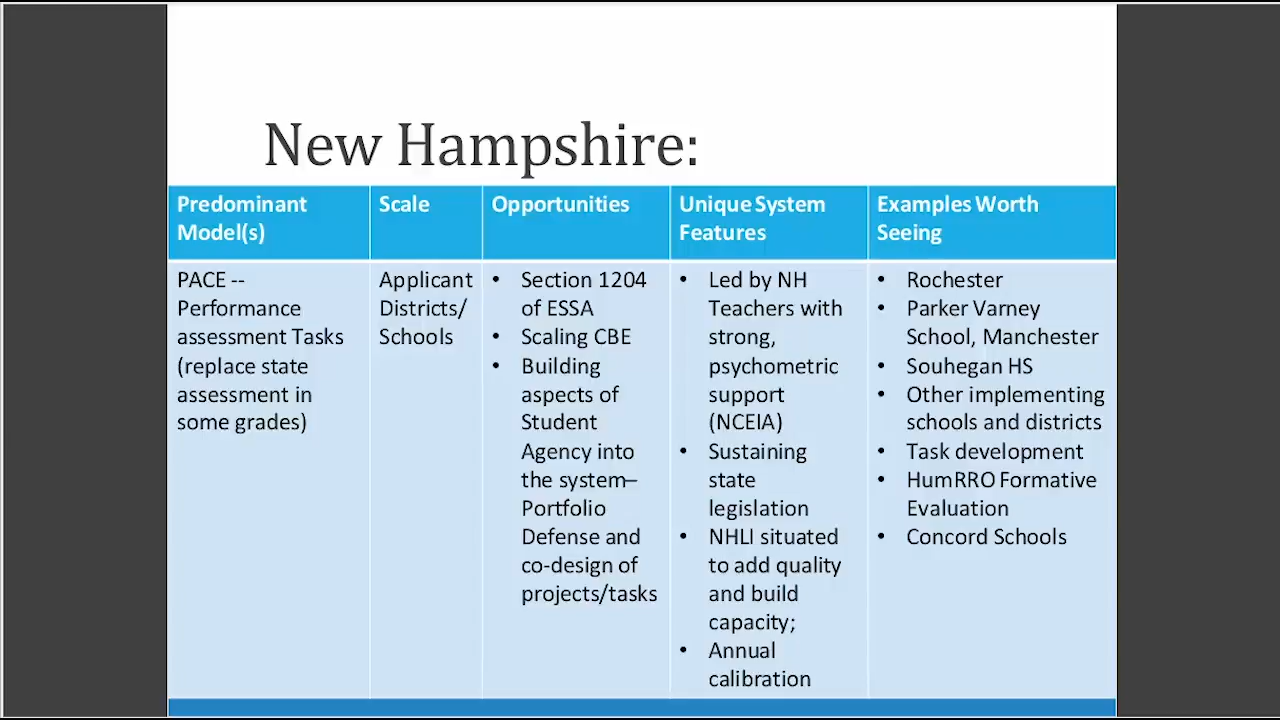 New Hampshire:
Predominant
Model(s)
Scale
Opportunities
Unique System
Features
Examples Worth
Seeing
PACE --
Performance
assessment Tasks
(replace state
assessment in
some grades)
Applicant
Districts/
Schools
• Section 1204
of ESSA
• Scaling CBE
• Building
aspects of
Student
Agency into
the system–
Portfolio
Defense and
co-design of
projects/tasks
• Led by NH
Teachers with
strong,
psychometric
support
(NCEIA)
• Sustaining
state
legislation
• NHLI situated
to add quality
and build
capacity;
• Annual
calibration
• Rochester
• Parker Varney
School, Manchester
• Souhegan HS
• Other implementing
schools and districts
• Task development
• HumRRO Formative
Evaluation
• Concord Schools